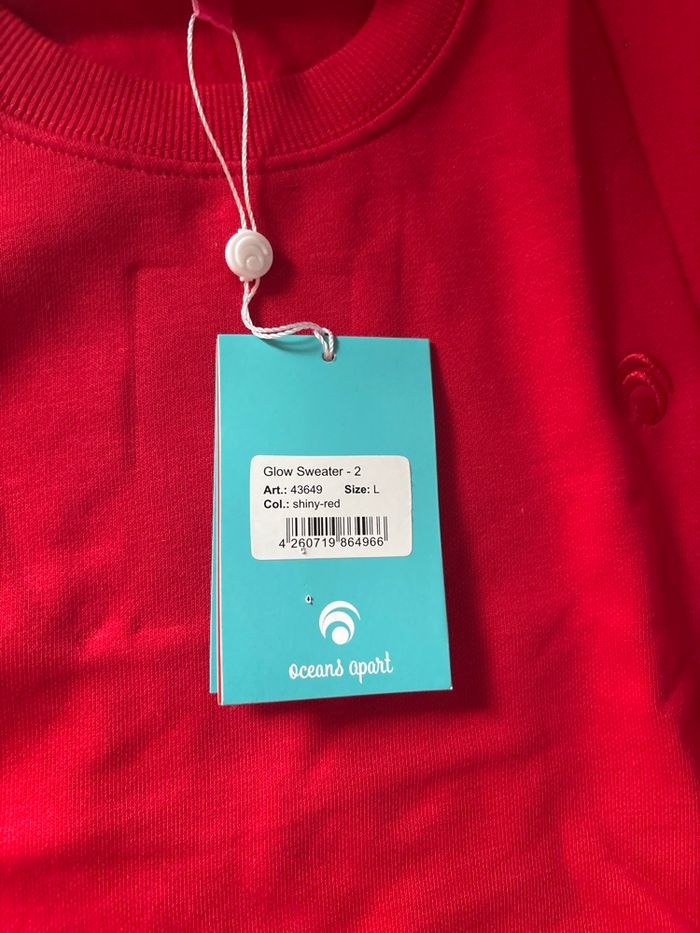 Glow Sweater - 2
Art.: 43649 Size: L
Col.: shiny-red
4 260719 864966
oceans apart